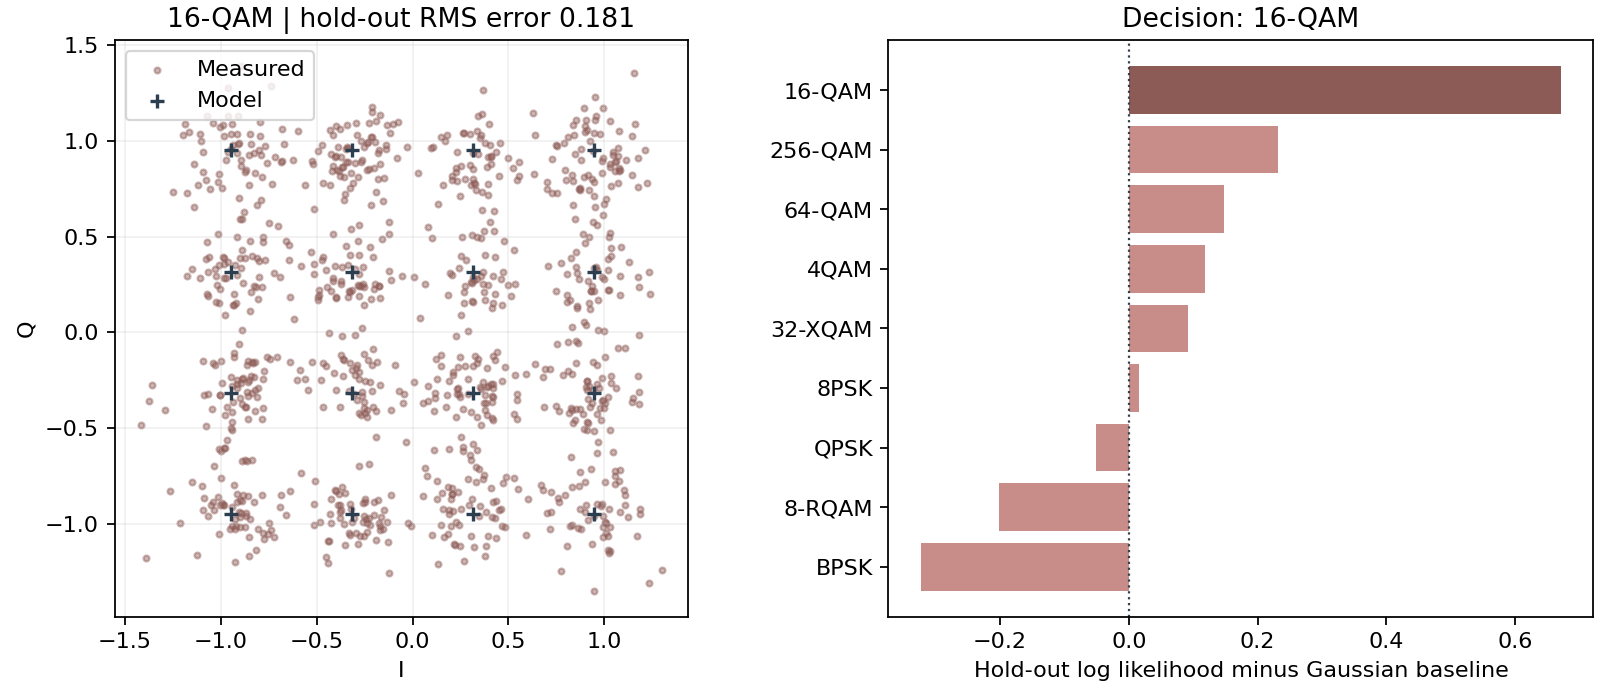 16-QAM | hold-out RMS error 0.181
Measured
Model
1.5
1.0
0.5
0.0
−0.5
−1.0
Q
−1.5
−1.0
−0.5
0.0
0.5
1.0
I
Decision: 16-QAM
16-QAM
256-QAM
64-QAM
4QAM
32-XQAM
8PSK
QPSK
8-RQAM
BPSK
−0.2
0.0
0.2
0.4
0.6
Hold-out log likelihood minus Gaussian baseline